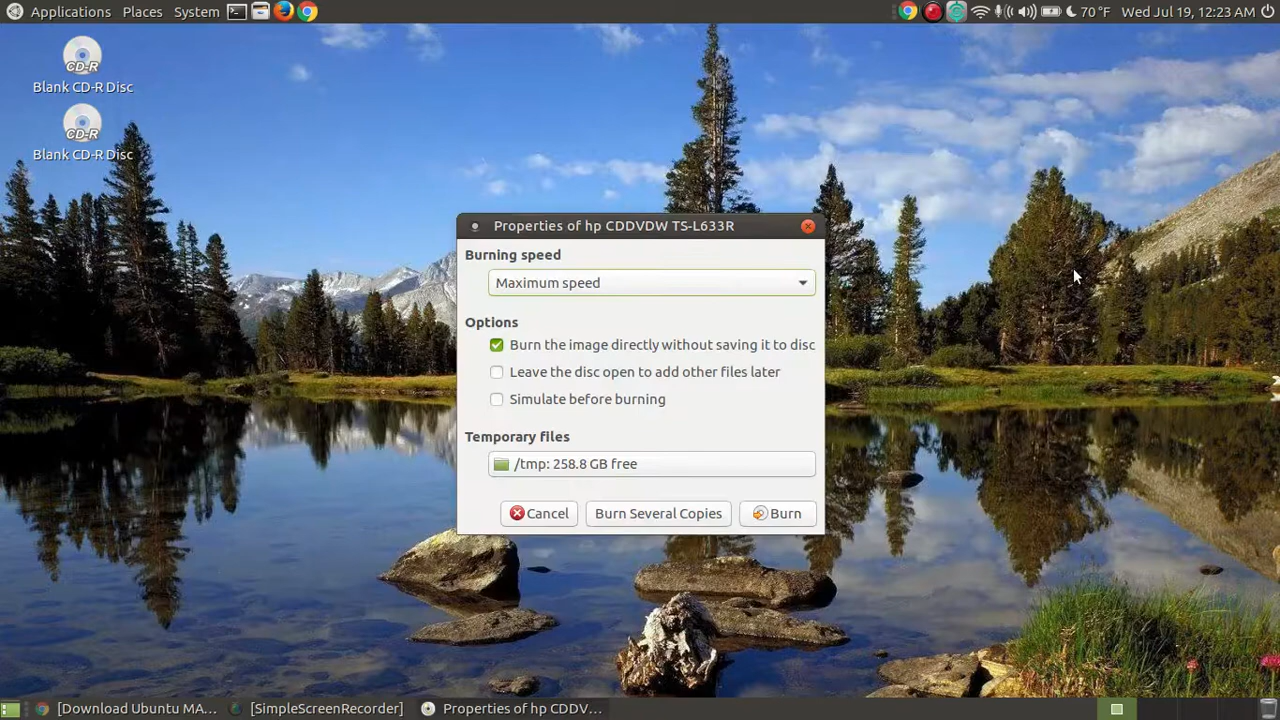 Applications Places System
70 °F Wed Jul 19, 12:23 AM
CD-R
Blank CD-R Disc
CD-R
Blank CD-R Disc
Properties of hp CDDVDW TS-L633R
Burning speed
Maximum speed
Options
Burn the image directly without saving it to disc
Leave the disc open to add other files later
Simulate before burning
Temporary files
/tmp: 258.8 GB free
Cancel Burn Several Copies Burn
[Download Ubuntu MA... [SimpleScreenRecorder] Properties of hp CDDV...